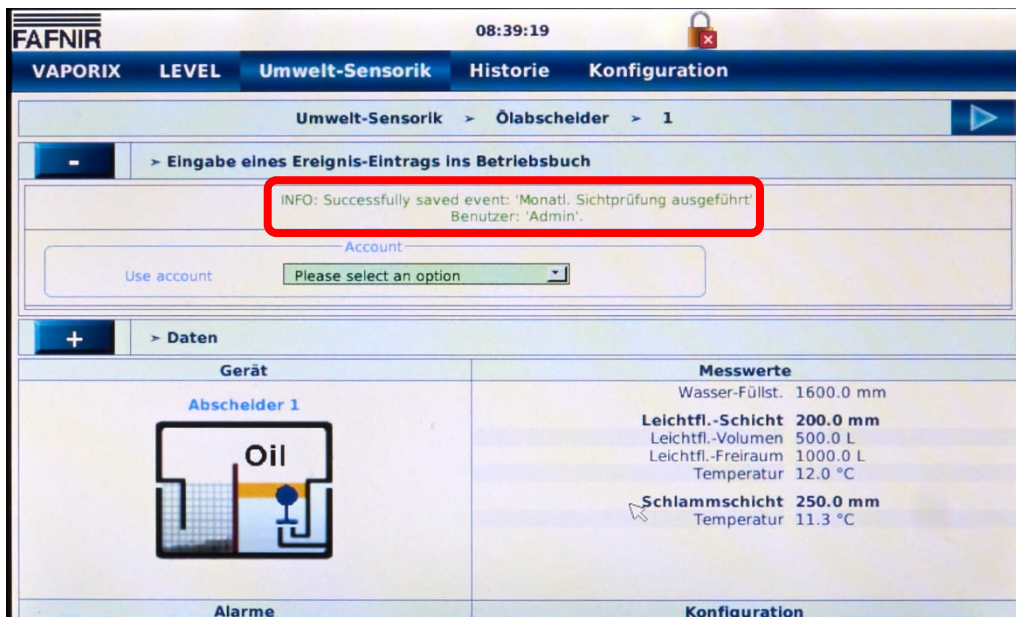 FAFNIR
08:39:19
VAPORIX LEVEL Umwelt-Sensorik Historie Konfiguration
Umwelt-Sensorik > Ölabscheider > 1
- > Eingabe eines Ereignis-Eintrags ins Betriebsbuch
INFO: Successfully saved event: 'Monatl. Sichtprüfung ausgeführt'
Benutzer: 'Admin'.
Account
Use account Please select an option
+ > Daten
Gerät
Abscheider 1
Oil
Messwerte
Wasser-Füllst. 1600.0 mm
Leichtfl.-Schicht 200.0 mm
Leichtfl.-Volumen 500.0 L
Leichtfl.-Freiraum 1000.0 L
Temperatur 12.0 °C
Schlammschicht 250.0 mm
Temperatur 11.3 °C
Alarme
Konfiguration